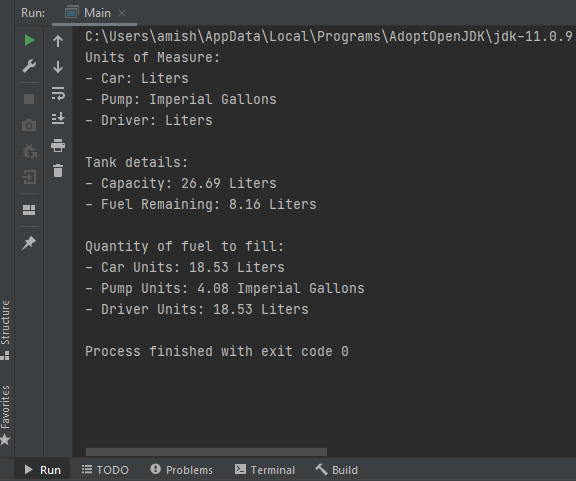 Run: Main
C:\Users\amish\AppData\Local\Programs\AdoptOpenJDK\jdk-11.0.9
Units of Measure:
- Car: Liters
- Pump: Imperial Gallons
- Driver: Liters
Tank details:
- Capacity: 26.69 Liters
- Fuel Remaining: 8.16 Liters
Quantity of fuel to fill:
- Car Units: 18.53 Liters
- Pump Units: 4.08 Imperial Gallons
- Driver Units: 18.53 Liters
Process finished with exit code 0
Structure
Favorites
Run TODO Problems Terminal Build